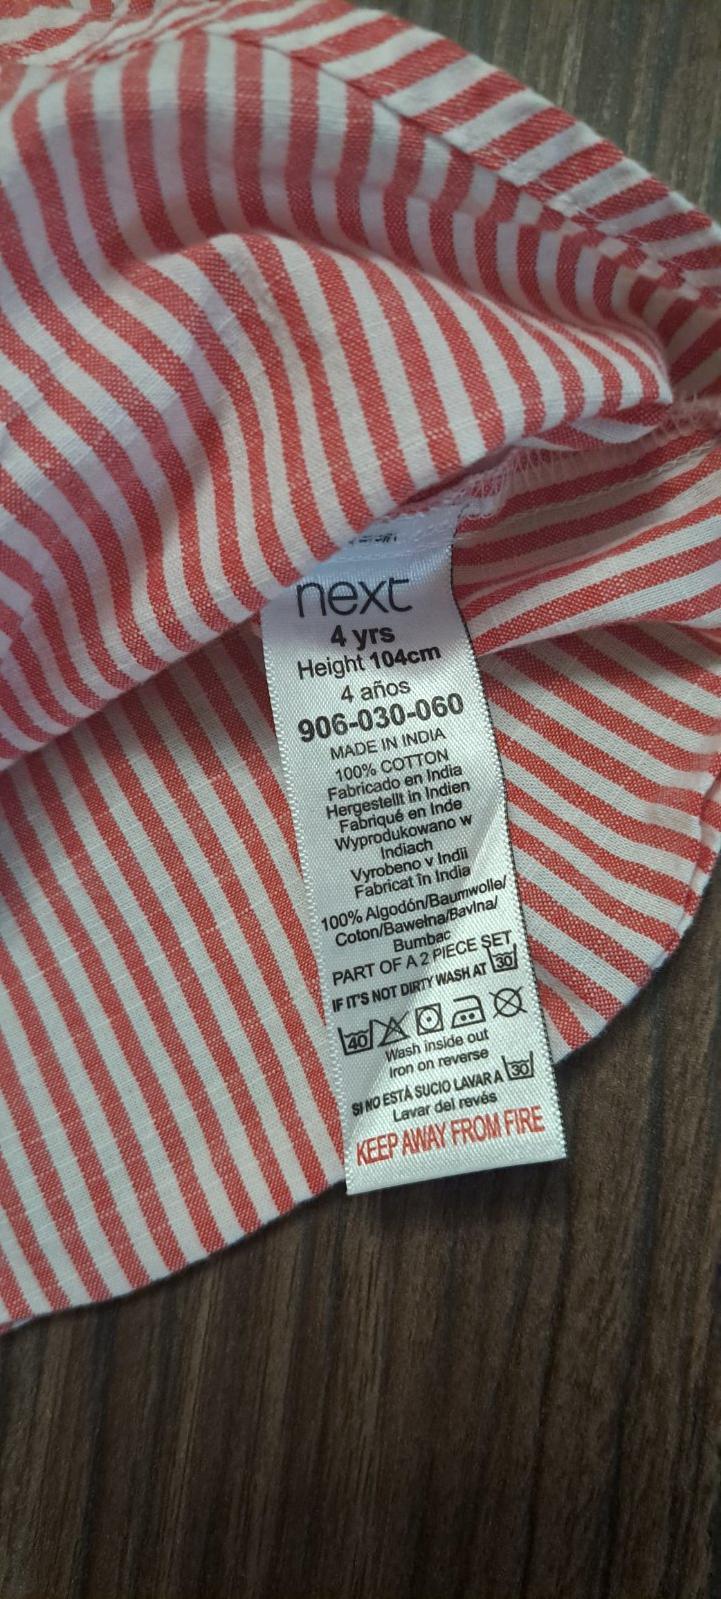 next
4 yrs
Height 104cm
4 años
906-030-060
MADE IN INDIA
100% COTTON
Fabricado en India
Hergestellt in Indien
Fabriqué en Inde
Wyprodukowano w
Indiach
Vyrobeno v Indii
Fabricat în India
100% Algodón/Baumwolle/
Coton/Bawełna/Bavlna/
Bumbac
PART OF A 2 PIECE SET
IF IT'S NOT DIRTY WASH AT 30
40
Wash inside out
Iron on reverse
SI NO ESTÁ SUCIO LAVAR A 30
Lavar del revés
KEEP AWAY FROM FIRE